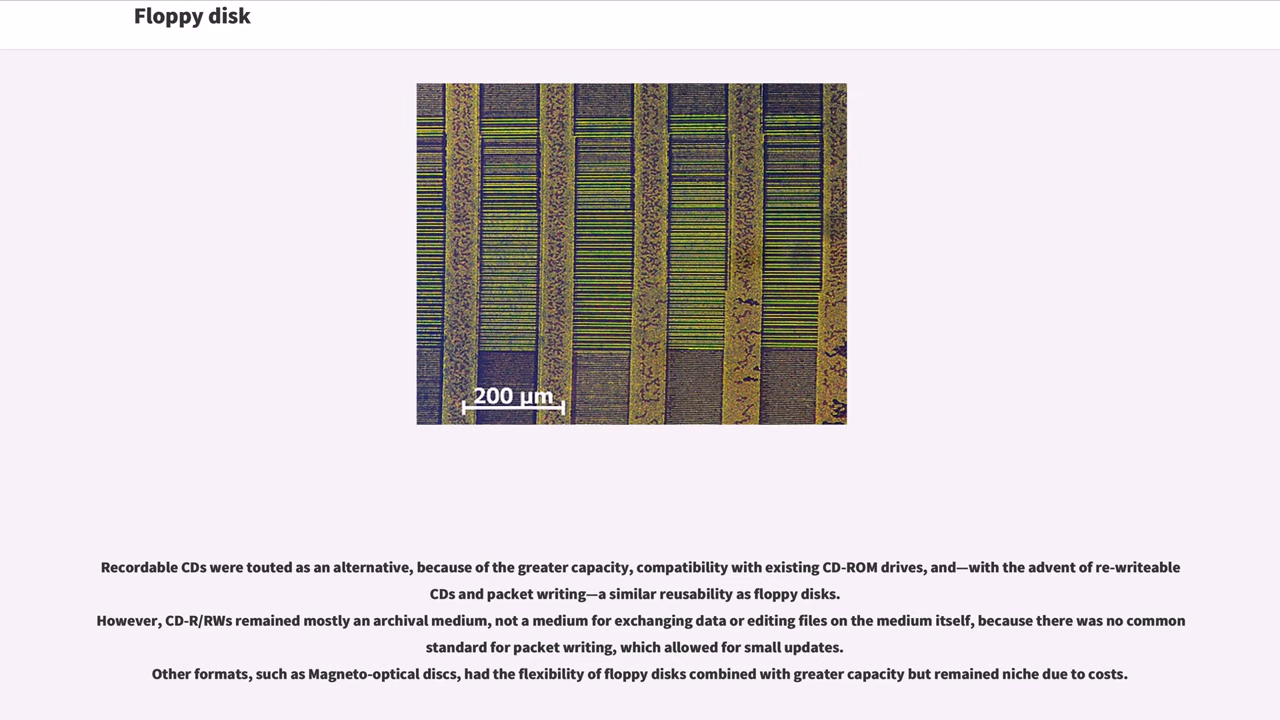 Floppy disk
200 µm
Recordable CDs were touted as an alternative, because of the greater capacity, compatibility with existing CD-ROM drives, and—with the advent of re-writeable
CDs and packet writing—a similar reusability as floppy disks.
However, CD-R/RWs remained mostly an archival medium, not a medium for exchanging data or editing files on the medium itself, because there was no common
standard for packet writing, which allowed for small updates.
Other formats, such as Magneto-optical discs, had the flexibility of floppy disks combined with greater capacity but remained niche due to costs.